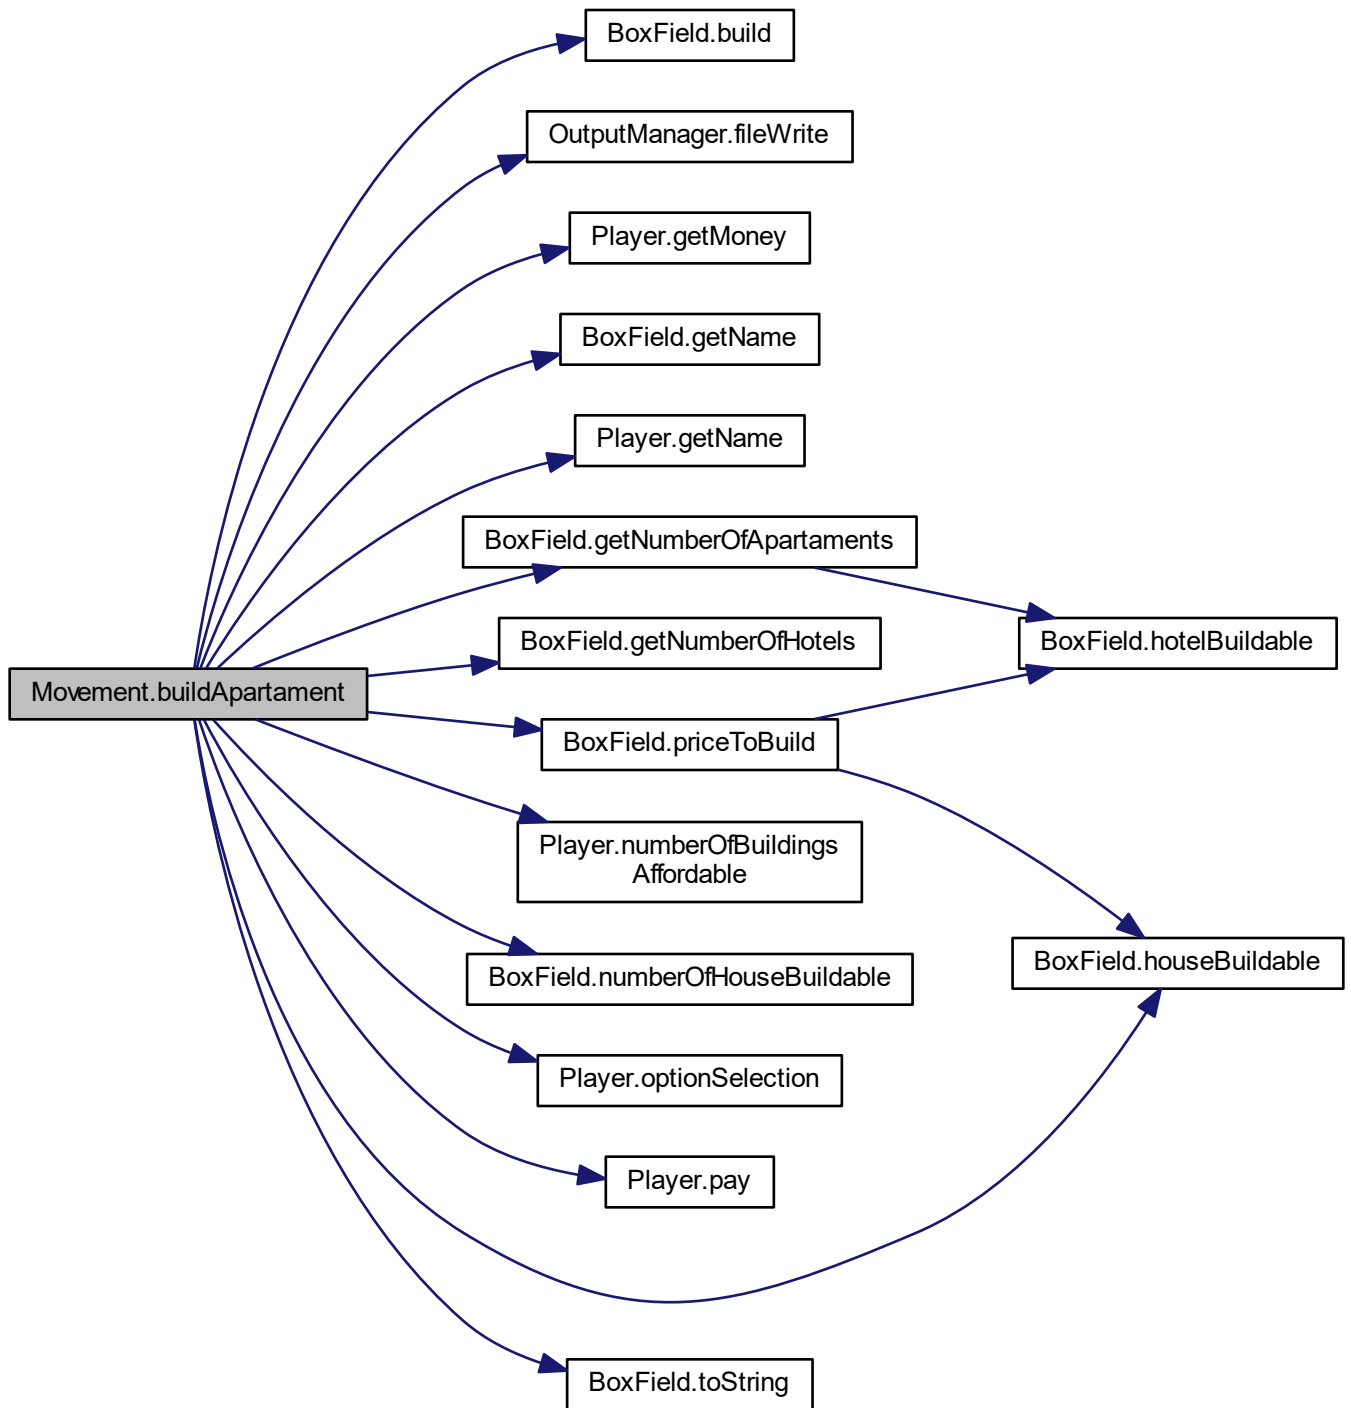 BoxField.build
OutputManager.fileWrite
Player.getMoney
BoxField.getName
Player.getName
BoxField.getNumberOfApartaments
BoxField.getNumberOfHotels
BoxField.hotelBuildable
Movement.buildApartament
BoxField.priceToBuild
Player.numberOfBuildings
Affordable
BoxField.numberOfHouseBuildable
BoxField.houseBuildable
Player.optionSelection
Player.pay
BoxField.toString